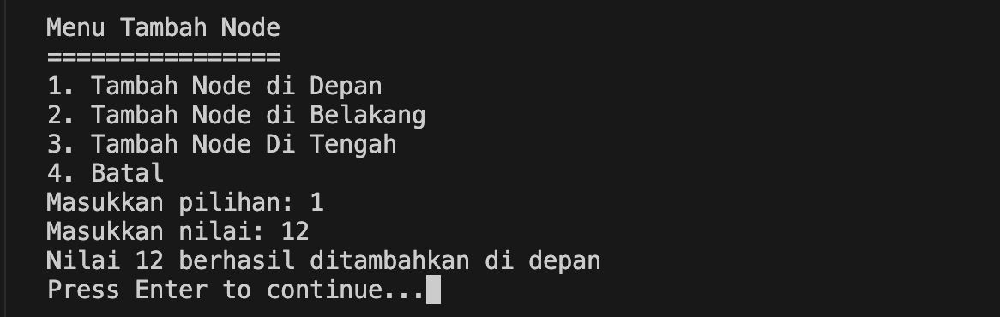 Menu Tambah Node
================
1. Tambah Node di Depan
2. Tambah Node di Belakang
3. Tambah Node Di Tengah
4. Batal
Masukkan pilihan: 1
Masukkan nilai: 12
Nilai 12 berhasil ditambahkan di depan
Press Enter to continue...